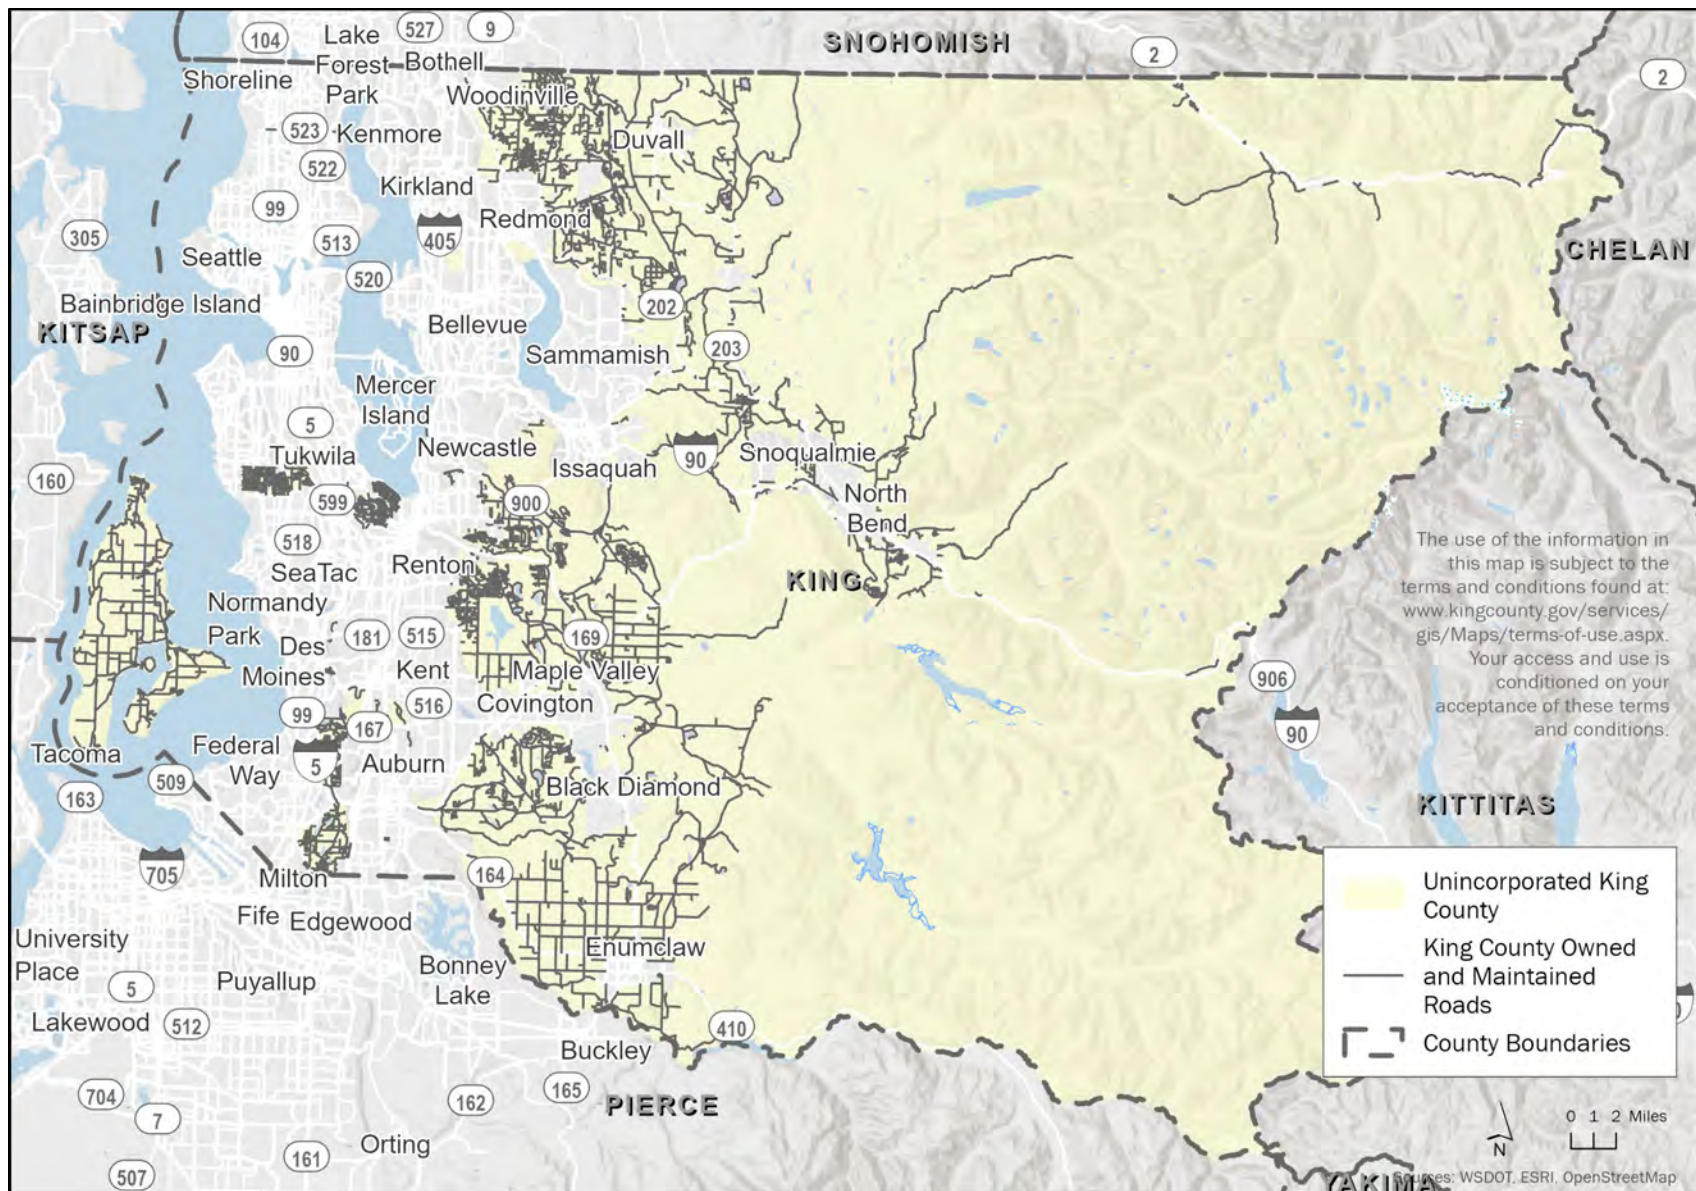 SNOHOMISH
104
Lake
Forest
Park
527
9
Bothell
2
2
Shoreline
Woodinville
523
Kenmore
Duvall
522
Kirkland
99
Redmond
305
513
405
Seattle
CHELAN
520
Bainbridge Island
202
KITSAP
Bellevue
90
Sammamish
203
Mercer
Island
5
Newcastle
Tukwila
Issaquah
90
Snoqualmie
160
599
900
North
Bend
518
SeaTac
Renton
KING
Normandy
Park
181
515
169
Des
Moines
Kent
Maple Valley
906
99
167
516
Covington
90
Tacoma
Federal
Way
5
Auburn
Black Diamond
163
509
KITTITAS
705
Milton
164
Fife
Edgewood
University
Place
Enumclaw
Bonney
Lake
5
Puyallup
Lakewood
512
410
Buckley
704
7
162
165
PIERCE
161
Orting
507
YAKIMA
The use of the information in
this map is subject to the
terms and conditions found at:
www.kingcounty.gov/services/
gis/Maps/terms-of-use.aspx.
Your access and use is
conditioned on your
acceptance of these terms
and conditions.
Unincorporated King
County
King County Owned
and Maintained
Roads
County Boundaries
0 1 2 Miles
N
Sources: WSDOT, ESRI, OpenStreetMap